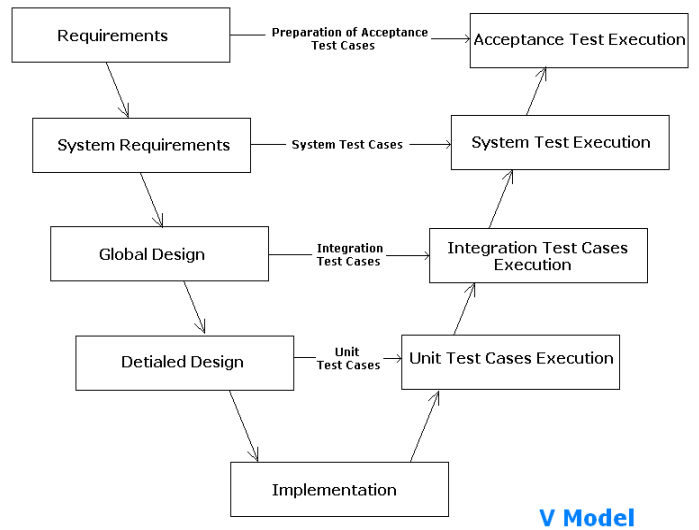 Requirements
Preparation of Acceptance
Test Cases
Acceptance Test Execution
System Requirements
System Test Cases
System Test Execution
Global Design
Integration
Test Cases
Integration Test Cases
Execution
Detialed Design
Unit
Test Cases
Unit Test Cases Execution
Implementation
V Model